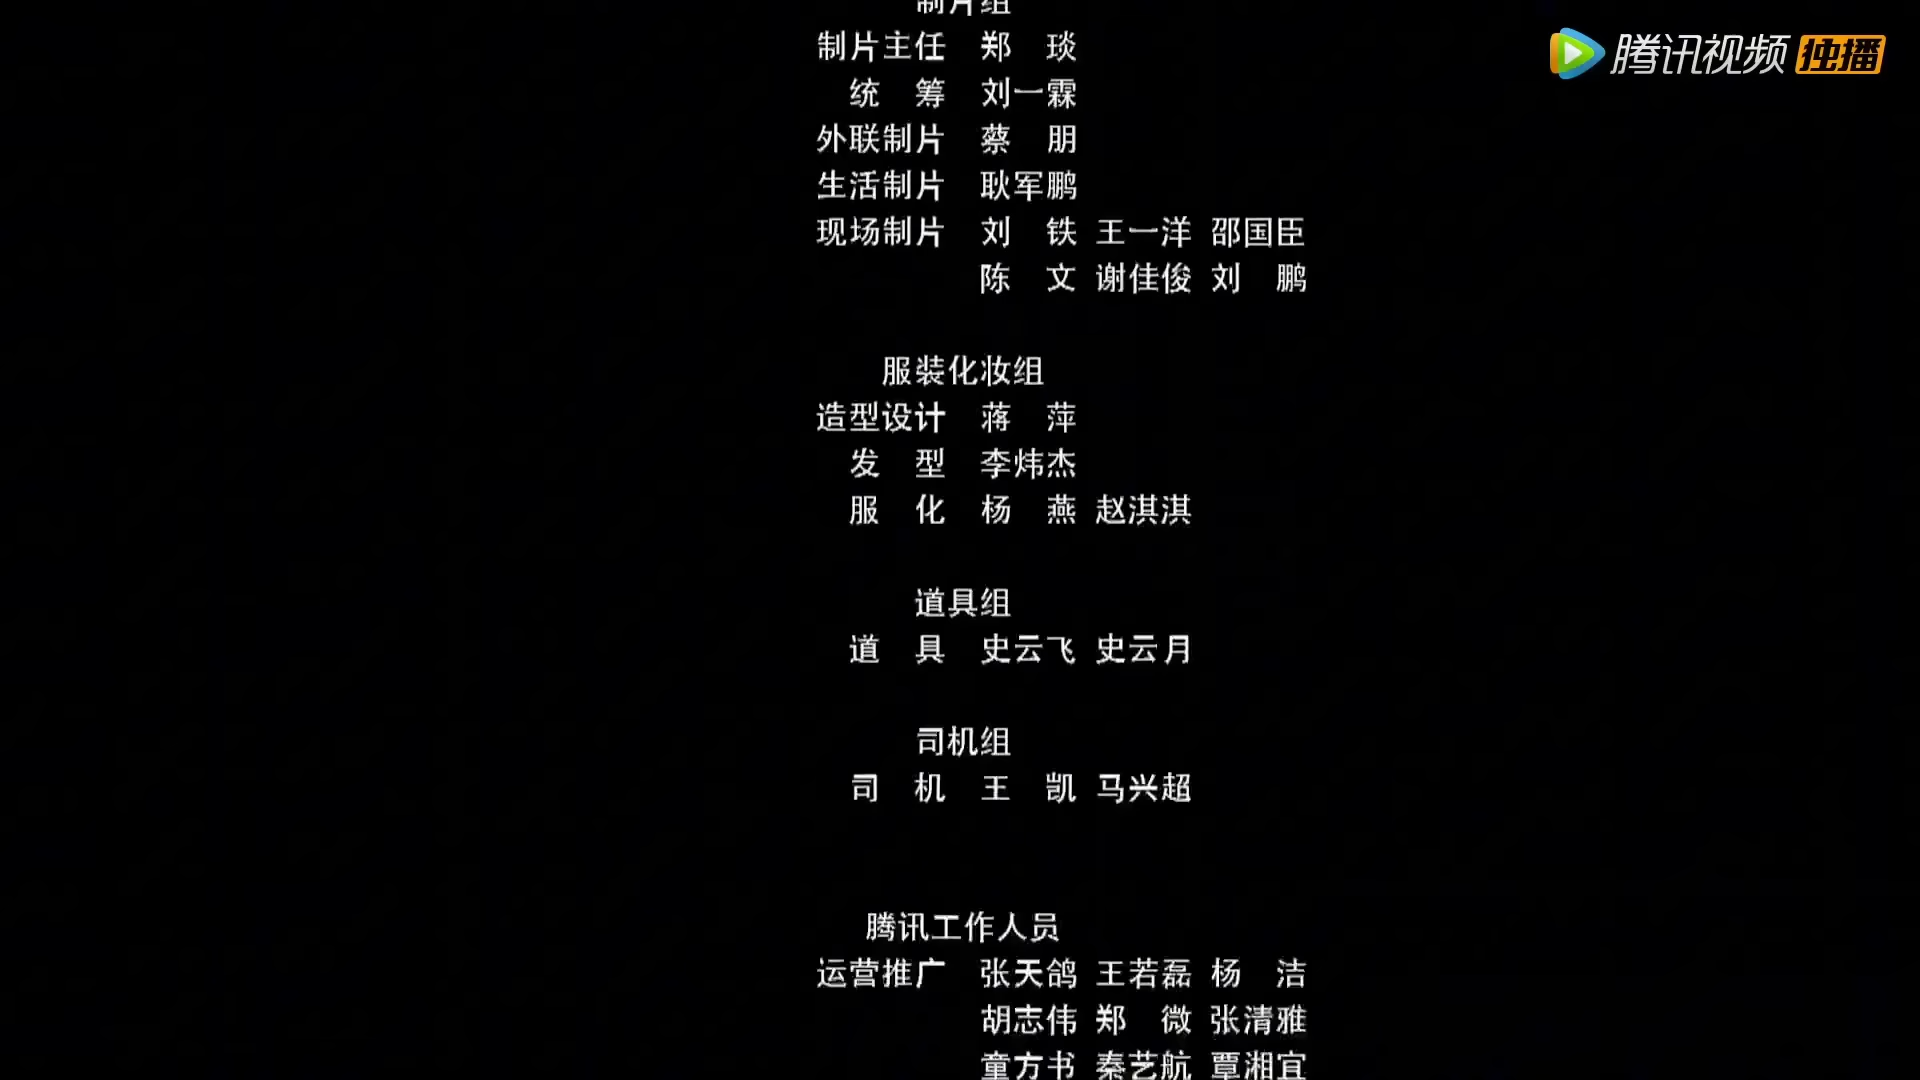 制片组
腾讯视频 独播
制片主任 郑 琰
统 筹 刘一霖
外联制片 蔡 朋
生活制片 耿军鹏
现场制片 刘 铁 王一洋 邵国臣
陈 文 谢佳俊 刘 鹏
服装化妆组
造型设计 蒋 萍
发 型 李炜杰
服 化 杨 燕 赵淇淇
道具组
道 具 史云飞 史云月
司机组
司 机 王 凯 马兴超
腾讯工作人员
运营推广 张天鸽 王若磊 杨 洁
胡志伟 郑 微 张清雅
童方书 秦艺航 覃湘宜